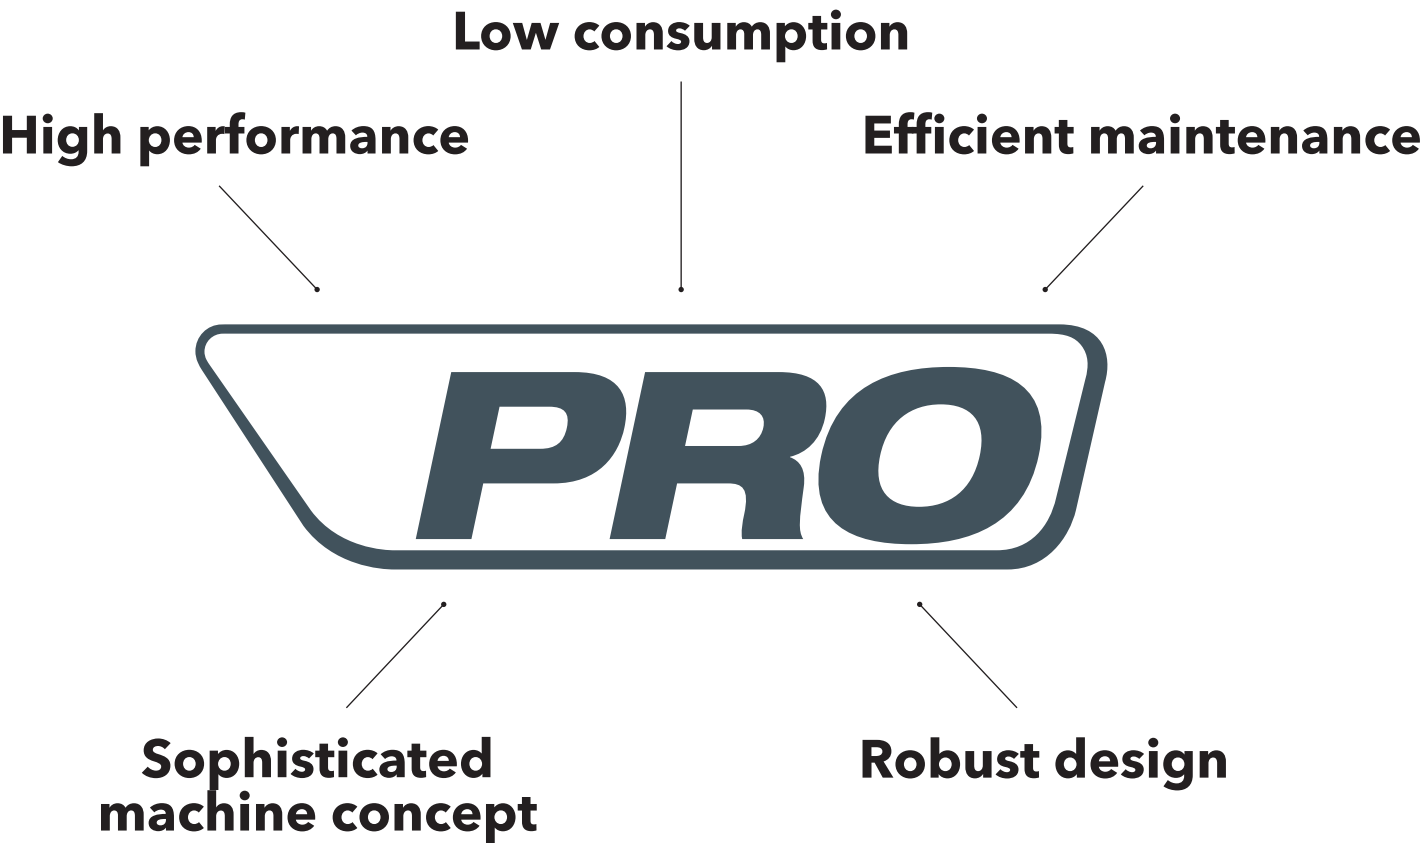 Low consumption
High performance
Efficient maintenance
PRO
Sophisticated
machine concept
Robust design